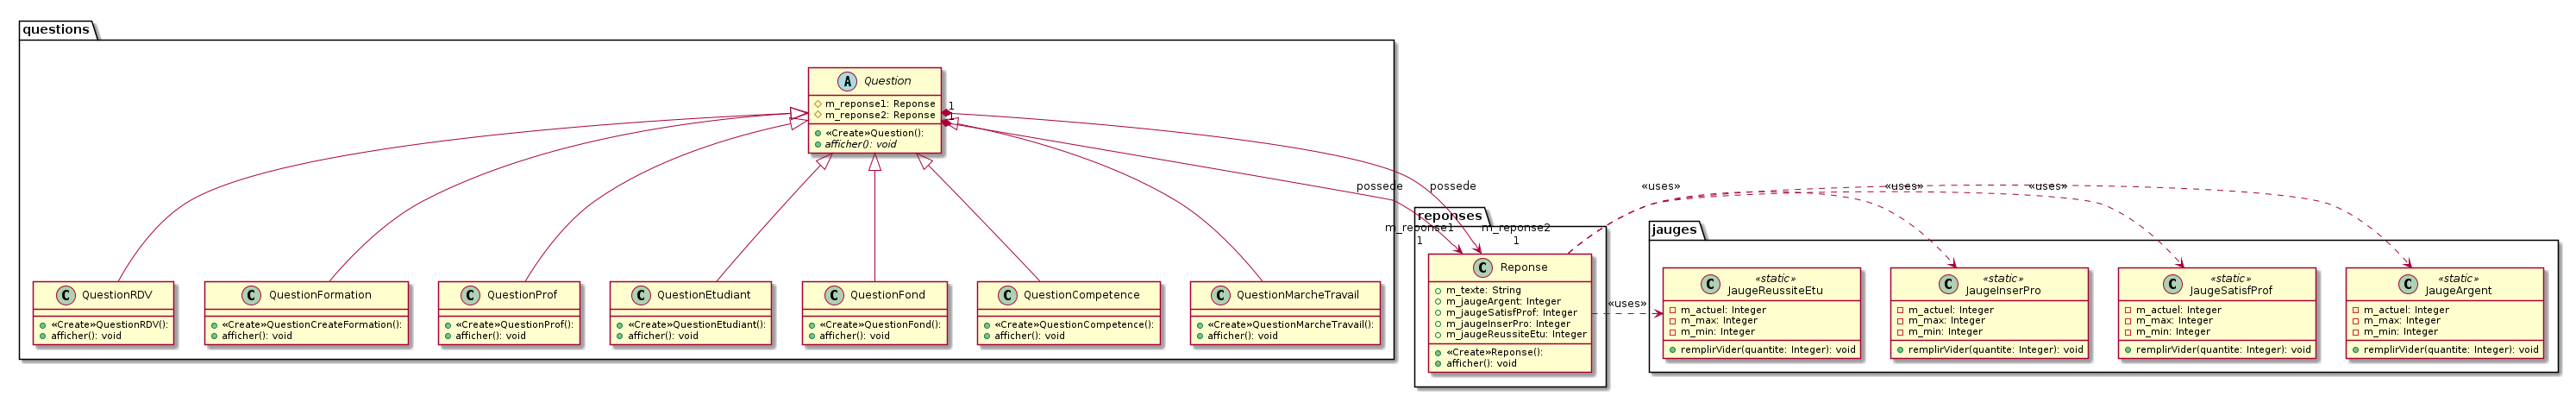 questions
A Question
m_reponse1: Reponse
m_reponse2: Reponse
«Create»Question():
afficher(): void
1
1
C QuestionRDV
«Create»QuestionRDV():
afficher(): void
C QuestionFormation
«Create»QuestionCreateFormation():
afficher(): void
C QuestionProf
«Create»QuestionProf():
afficher(): void
C QuestionEtudiant
«Create»QuestionEtudiant():
afficher(): void
C QuestionFond
«Create»QuestionFond():
afficher(): void
C QuestionCompetence
«Create»QuestionCompetence():
afficher(): void
C QuestionMarcheTravail
«Create»QuestionMarcheTravail():
afficher(): void
possede
possede
reponses
m_reponse1
1
m_reponse2
1
C Reponse
m_texte: String
m_jaugeArgent: Integer
m_jaugeSatisfProf: Integer
m_jaugeInserPro: Integer
m_jaugeReussiteEtu: Integer
«Create»Reponse():
afficher(): void
«uses»
«uses»
«uses»
«uses»
jauges
C «static»
JaugeReussiteEtu
m_actuel: Integer
m_max: Integer
m_min: Integer
remplirVider(quantite: Integer): void
C «static»
JaugeInserPro
m_actuel: Integer
m_max: Integer
m_min: Integer
remplirVider(quantite: Integer): void
C «static»
JaugeSatisfProf
m_actuel: Integer
m_max: Integer
m_min: Integer
remplirVider(quantite: Integer): void
C «static»
JaugeArgent
m_actuel: Integer
m_max: Integer
m_min: Integer
remplirVider(quantite: Integer): void